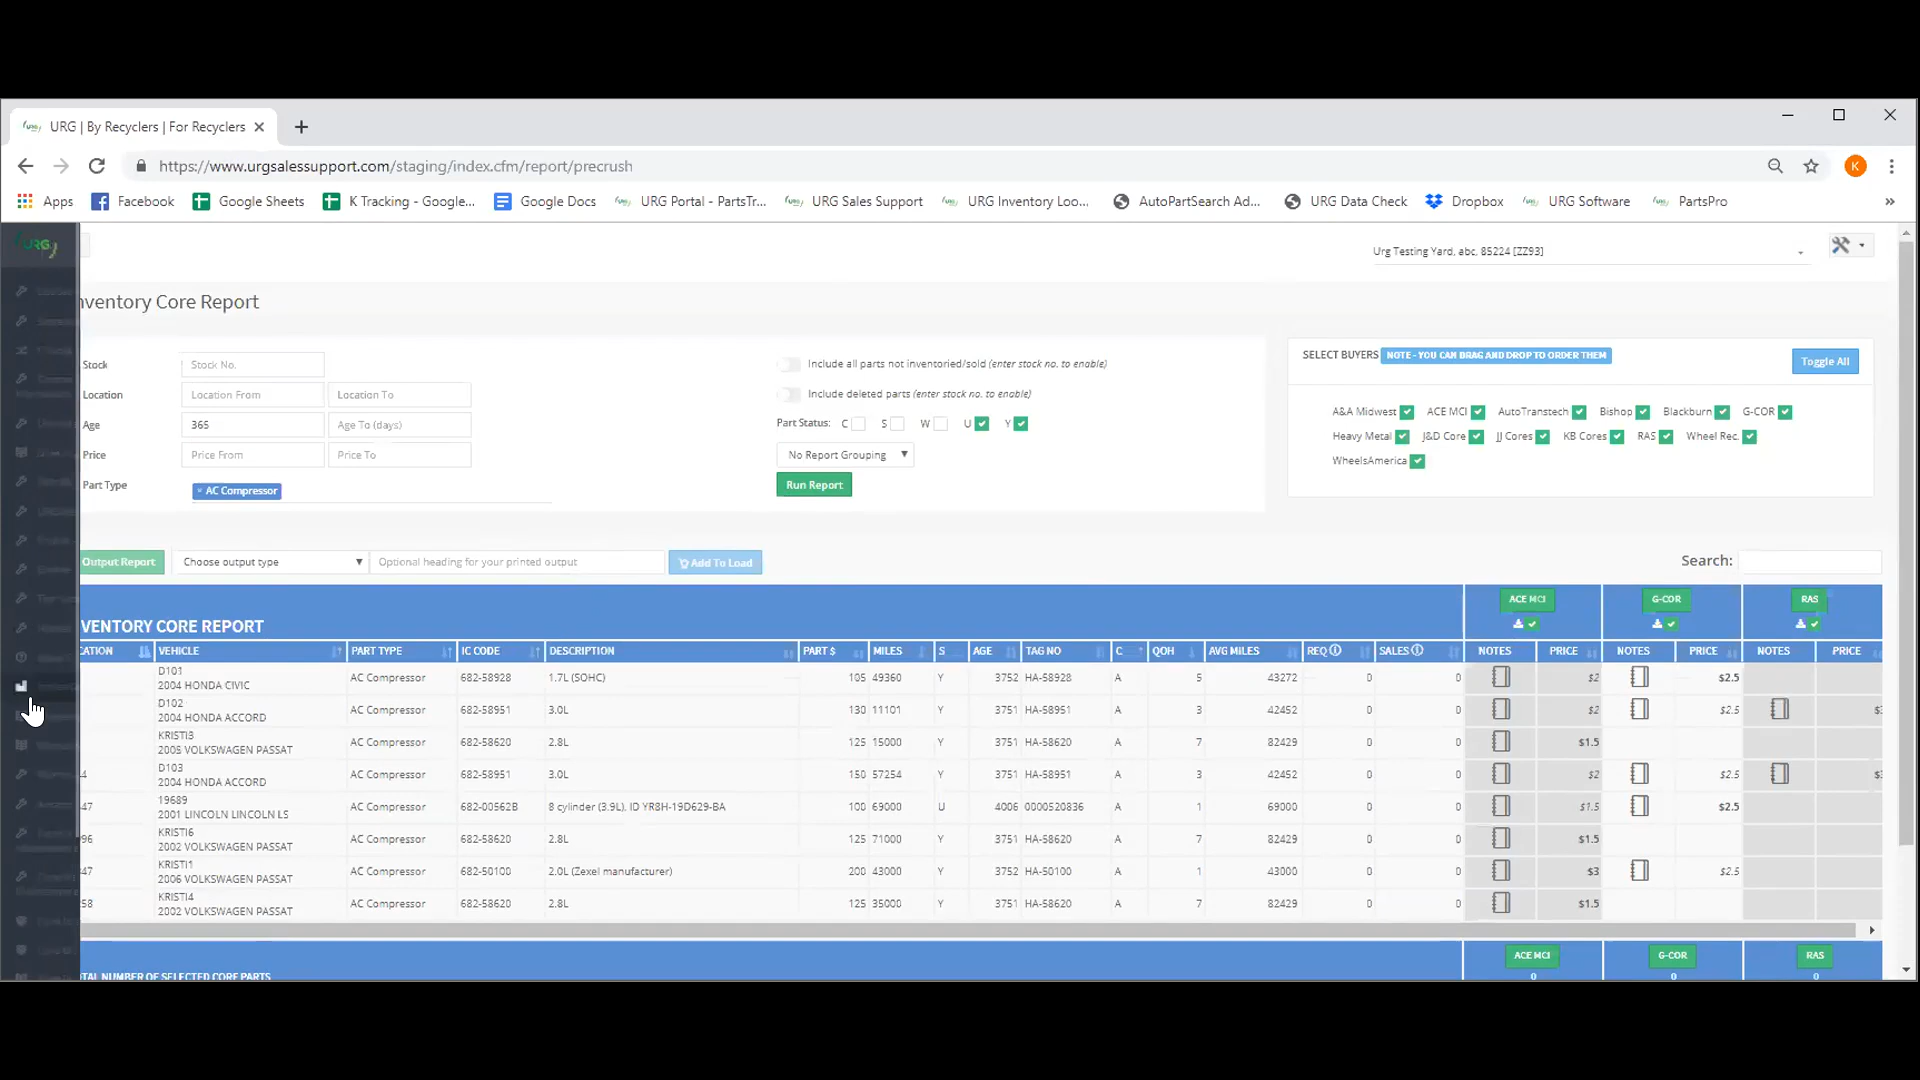 URG | By Recyclers | For Recyclers
https://www.urgsalessupport.com/staging/index.cfm/report/precrush
K
Apps Facebook Google Sheets K Tracking - Google... Google Docs URG Portal - PartsTr... URG Sales Support URG Inventory Loo... AutoPartSearch Ad... URG Data Check Dropbox URG Software PartsPro »
URG
Urg Testing Yard, abc, 85224 [ZZ93]
nventory Core Report
Stock Stock No.
Location Location From Location To
Age 365 Age To (days)
Price Price From Price To
Part Type × AC Compressor
Include all parts not inventoried/sold (enter stock no. to enable)
Include deleted parts (enter stock no. to enable)
Part Status: C S W U Y
No Report Grouping
Run Report
SELECT BUYERS NOTE - YOU CAN DRAG AND DROP TO ORDER THEM
Toggle All
A&A Midwest ACE MCI AutoTranstech Bishop Blackburn G-COR
Heavy Metal J&D Core JJ Cores KB Cores RAS Wheel Rec.
WheelsAmerica
Output Report Choose output type Optional heading for your printed output Add To Load
Search:
VENTORY CORE REPORT ACE MCI G-COR RAS
CATION VEHICLE PART TYPE IC CODE DESCRIPTION PART $ MILES S AGE TAG NO C QOH AVG MILES REQ SALES NOTES PRICE NOTES PRICE NOTES PRICE
D101
2004 HONDA CIVIC AC Compressor 682-58928 1.7L (SOHC) 105 49360 Y 3752 HA-58928 A 5 43272 0 0 $2 $2.5
D102
2004 HONDA ACCORD AC Compressor 682-58951 3.0L 130 11101 Y 3751 HA-58951 A 3 42452 0 0 $2 $2.5
KRISTI3
2005 VOLKSWAGEN PASSAT AC Compressor 682-58620 2.8L 125 15000 Y 3751 HA-58620 A 7 82429 0 0 $1.5
D103
4 2004 HONDA ACCORD AC Compressor 682-58951 3.0L 150 57254 Y 3751 HA-58951 A 3 42452 0 0 $2 $2.5
19689
47 2001 LINCOLN LINCOLN LS AC Compressor 682-00562B 8 cylinder (3.9L), ID YR8H-19D629-BA 100 69000 U 4006 0000520836 A 1 69000 0 0 $1.5 $2.5
KRISTI6
96 2002 VOLKSWAGEN PASSAT AC Compressor 682-58620 2.8L 125 71000 Y 3751 HA-58620 A 7 82429 0 0 $1.5
KRISTI1
47 2006 VOLKSWAGEN PASSAT AC Compressor 682-50100 2.0L (Zexel manufacturer) 200 43000 Y 3752 HA-50100 A 1 43000 0 0 $3 $2.5
KRISTI4
58 2002 VOLKSWAGEN PASSAT AC Compressor 682-58620 2.8L 125 35000 Y 3751 HA-58620 A 7 82429 0 0 $1.5
ACE MCI G-COR RAS
TAL NUMBER OF SELECTED CORE PARTS 0 0 0